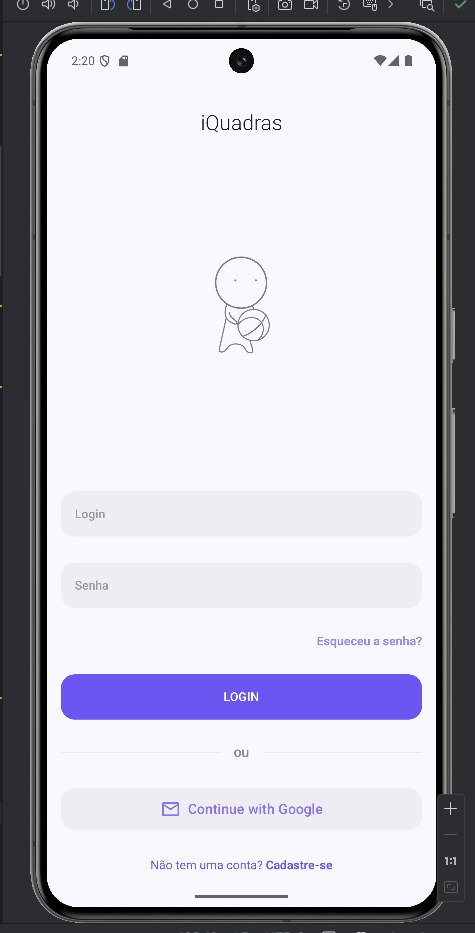 2:20
iQuadras
Login
Senha
Esqueceu a senha?
LOGIN
ou
Continue with Google
Não tem uma conta? Cadastre-se
1:1